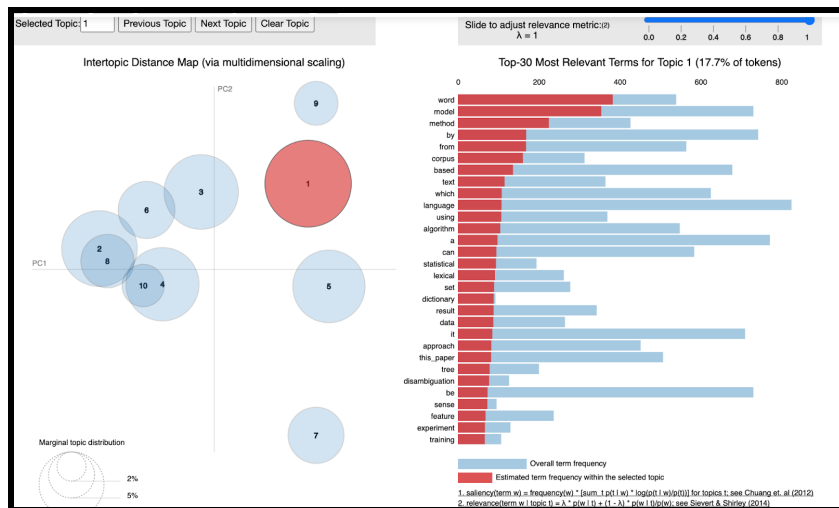 Selected Topic: 1 Previous Topic Next Topic Clear Topic
Slide to adjust relevance metric:(2)
λ = 1
0.0 0.2 0.4 0.6 0.8 1
Intertopic Distance Map (via multidimensional scaling)
PC2
PC1
9
1
3
6
2
8
10
4
5
7
Marginal topic distribution
2%
5%
Top-30 Most Relevant Terms for Topic 1 (17.7% of tokens)
0 200 400 600 800
word
model
method
by
from
corpus
based
text
which
language
using
algorithm
a
can
statistical
lexical
set
dictionary
result
data
it
approach
this_paper
tree
disambiguation
be
sense
feature
experiment
training
Overall term frequency
Estimated term frequency within the selected topic
1. saliency(term w) = frequency(w) * [sum_t p(t | w) * log(p(t | w)/p(t))] for topics t; see Chuang et. al (2012)
2. relevance(term w | topic t) = λ * p(w | t) + (1 - λ) * p(w | t)/p(w); see Sievert & Shirley (2014)